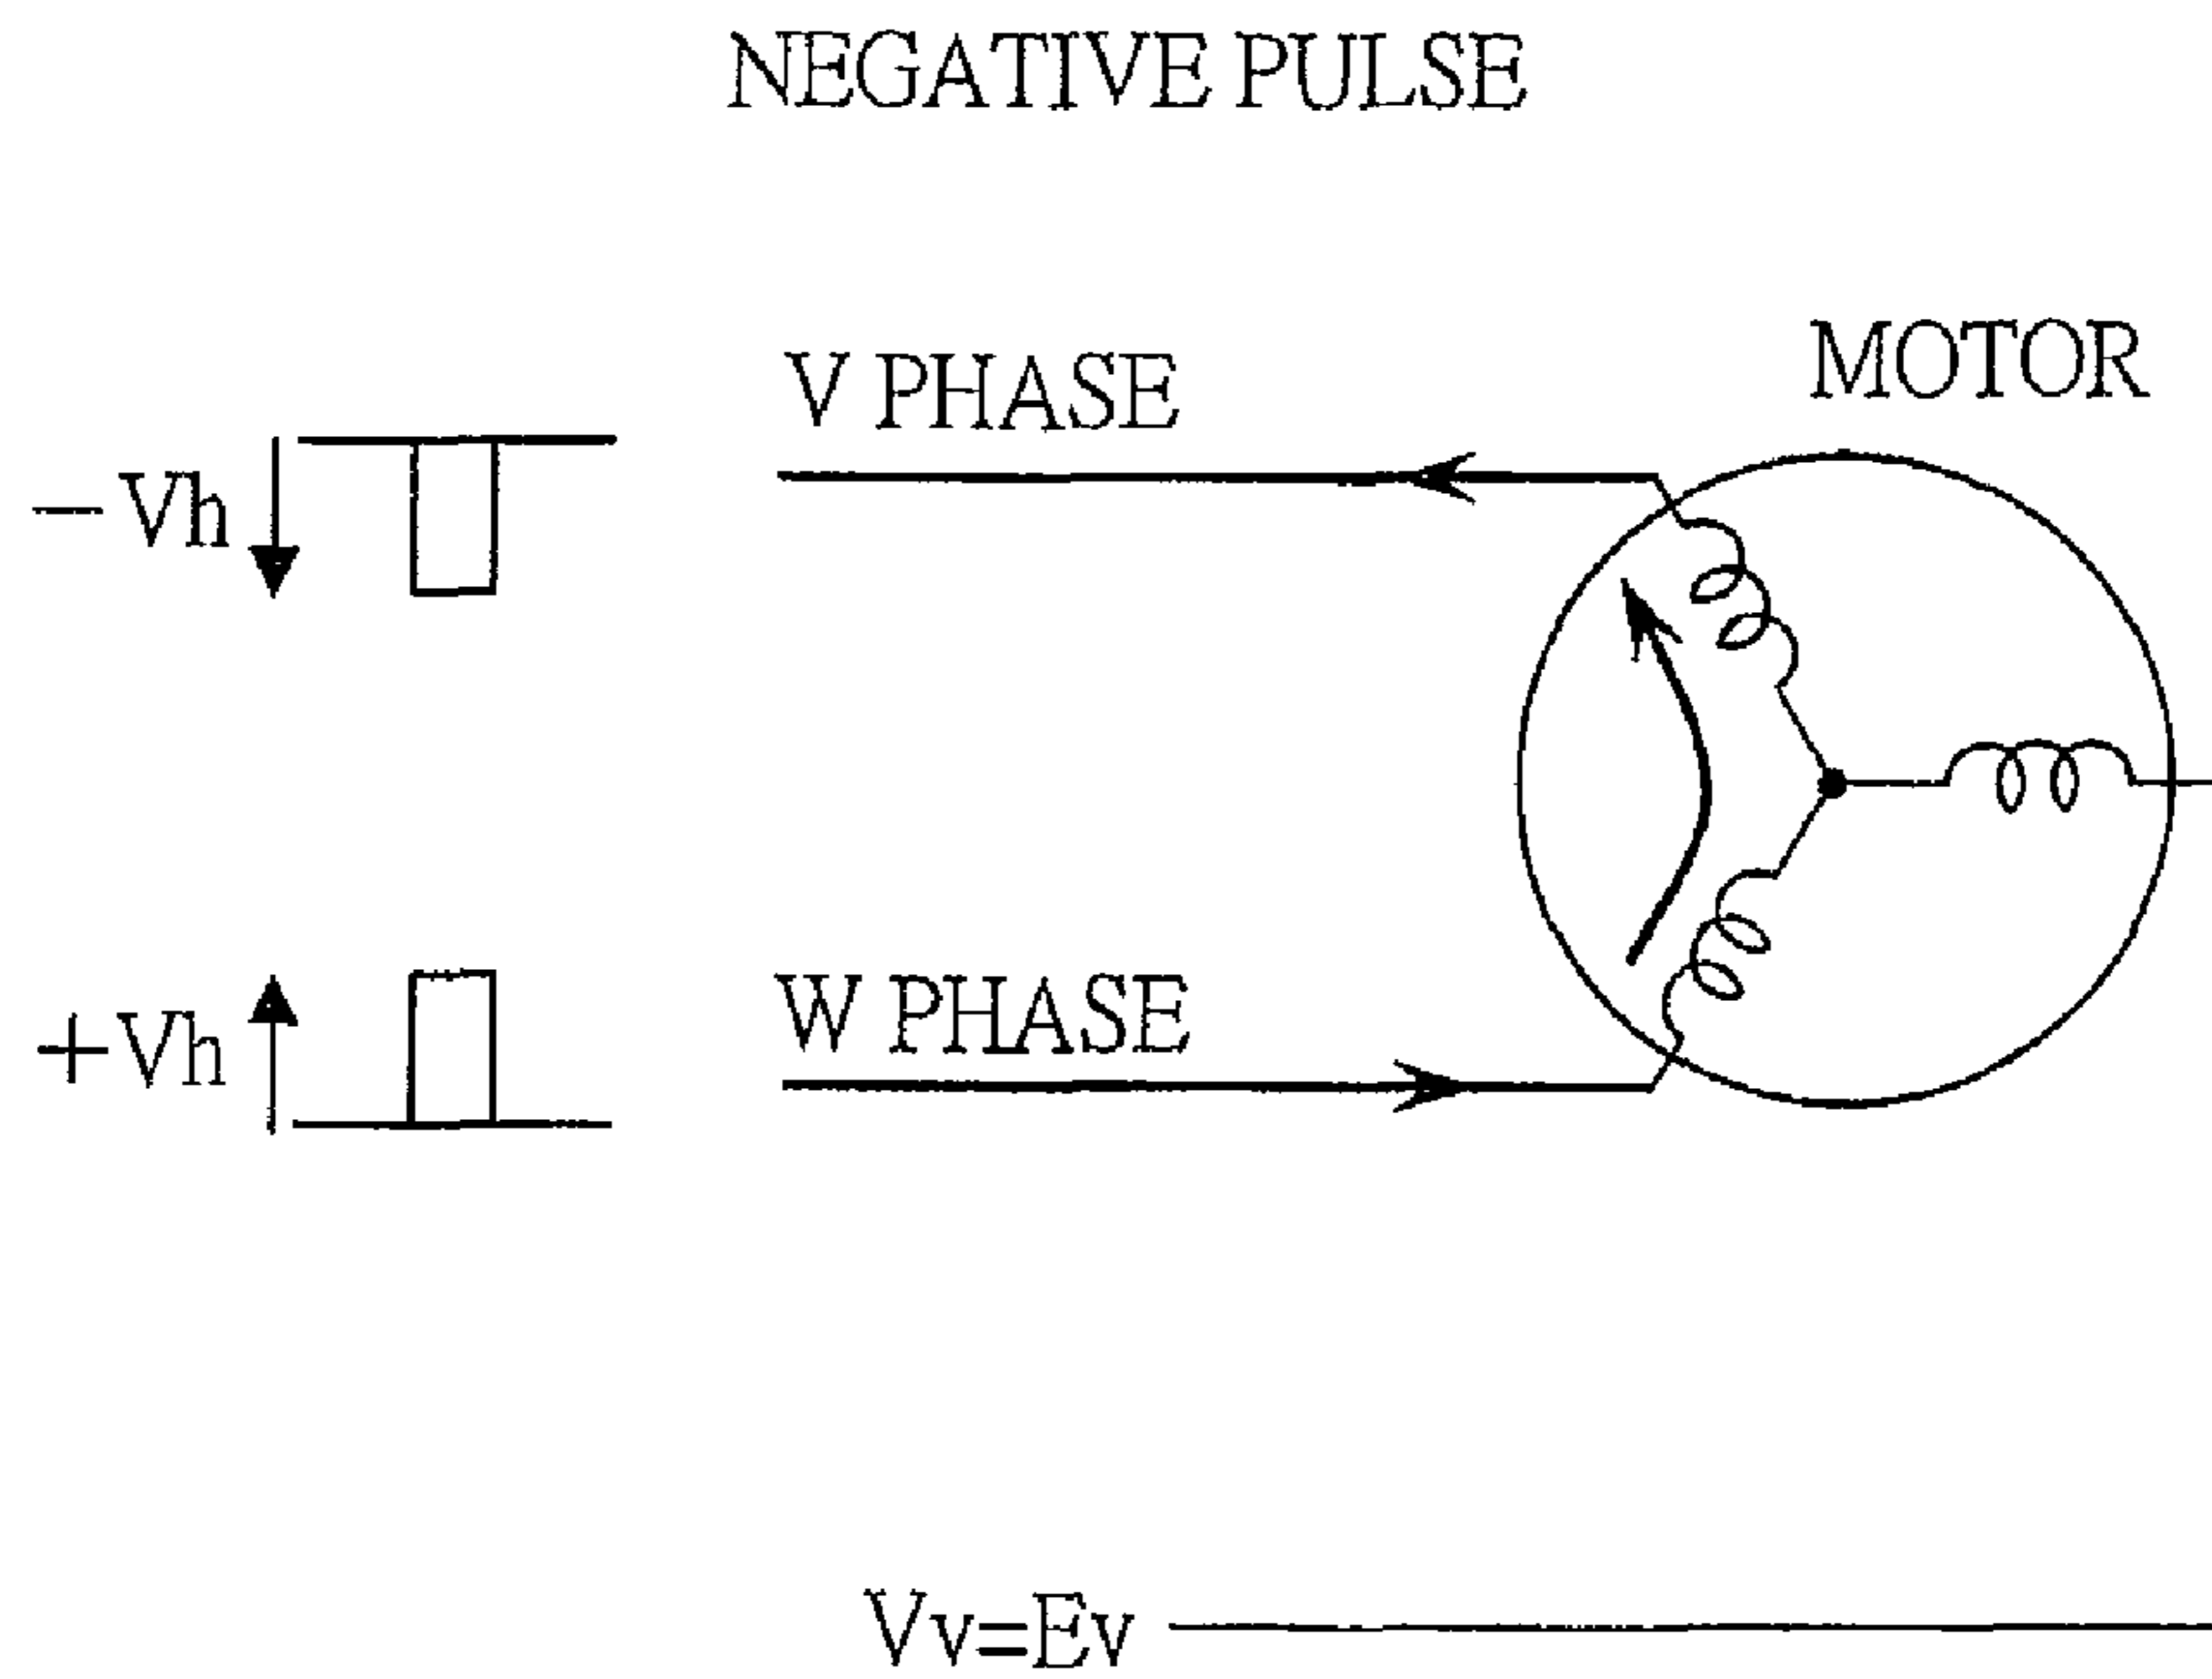 NEGATIVE PULSE
MOTOR
V PHASE
− Vh
W PHASE
+Vh
Vv=Ev